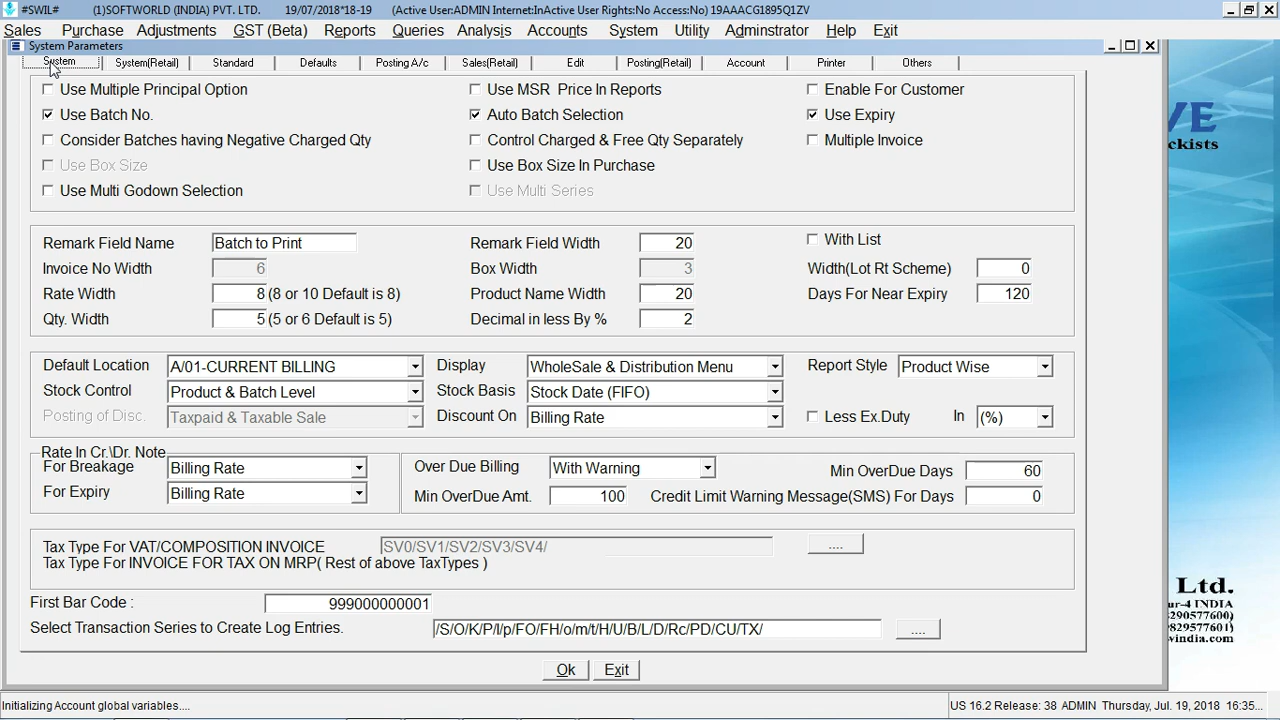 #SWIL# (1)SOFTWORLD (INDIA) PVT. LTD. 19/07/2018*18-19 (Active User:ADMIN Internet:InActive User Rights:No Access:No) 19AAACG1895Q1ZV
Sales Purchase Adjustments GST (Beta) Reports Queries Analysis Accounts System Utility Adminstrator Help Exit
System Parameters
System System(Retail) Standard Defaults Posting A/c Sales(Retail) Edit Posting(Retail) Account Printer Others
Use Multiple Principal Option Use MSR Price In Reports Enable For Customer
Use Batch No. Auto Batch Selection Use Expiry
Consider Batches having Negative Charged Qty Control Charged & Free Qty Separately Multiple Invoice
Use Box Size Use Box Size In Purchase
Use Multi Godown Selection Use Multi Series
Remark Field Name Batch to Print Remark Field Width 20 With List
Invoice No Width 6 Box Width 3 Width(Lot Rt Scheme) 0
Rate Width 8 (8 or 10 Default is 8) Product Name Width 20 Days For Near Expiry 120
Qty. Width 5 (5 or 6 Default is 5) Decimal in less By % 2
Default Location A/01-CURRENT BILLING Display WholeSale & Distribution Menu Report Style Product Wise
Stock Control Product & Batch Level Stock Basis Stock Date (FIFO)
Posting of Disc. Taxpaid & Taxable Sale Discount On Billing Rate Less Ex.Duty In (%)
Rate In Cr.\Dr. Note
For Breakage Billing Rate Over Due Billing With Warning Min OverDue Days 60
For Expiry Billing Rate Min OverDue Amt. 100 Credit Limit Warning Message(SMS) For Days 0
Tax Type For VAT/COMPOSITION INVOICE SV0/SV1/SV2/SV3/SV4/ ....
Tax Type For INVOICE FOR TAX ON MRP( Rest of above TaxTypes )
First Bar Code : 999000000001
Select Transaction Series to Create Log Entries. /S/O/K/P/I/p/FO/FH/o/m/t/H/U/B/L/D/Rc/PD/CU/TX/ ....
Ok Exit
VE
ckists
Ltd.
ur-4 INDIA
8290577600)
9829577601)
windia.com
Initializing Account global variables.... US 16.2 Release: 38 ADMIN Thursday, Jul. 19, 2018 16:35...